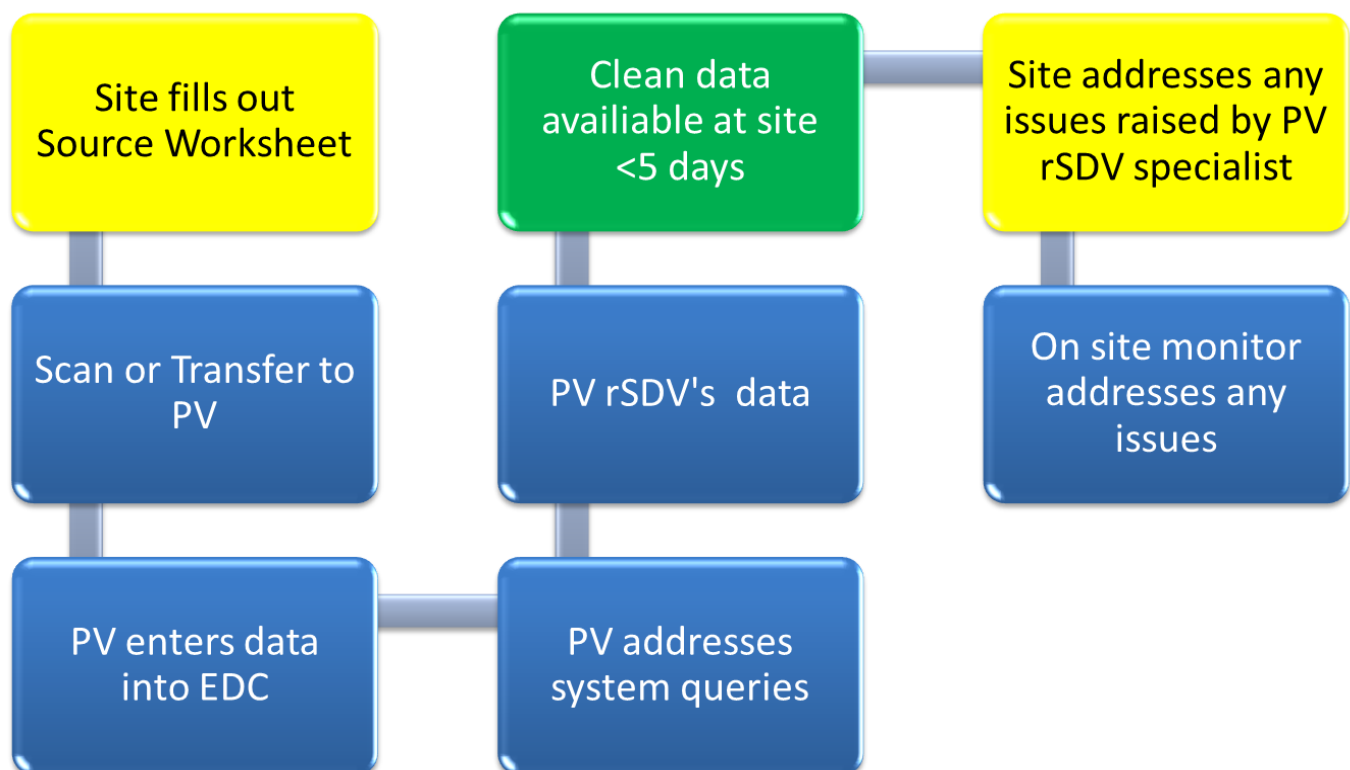 Site fills out
Source Worksheet
Scan or Transfer to
PV
PV enters data
into EDC
PV addresses
system queries
PV rSDV's  data
Clean data
availiable at site
<5 days
Site addresses any
issues raised by PV
rSDV specialist
On site monitor
addresses any
issues